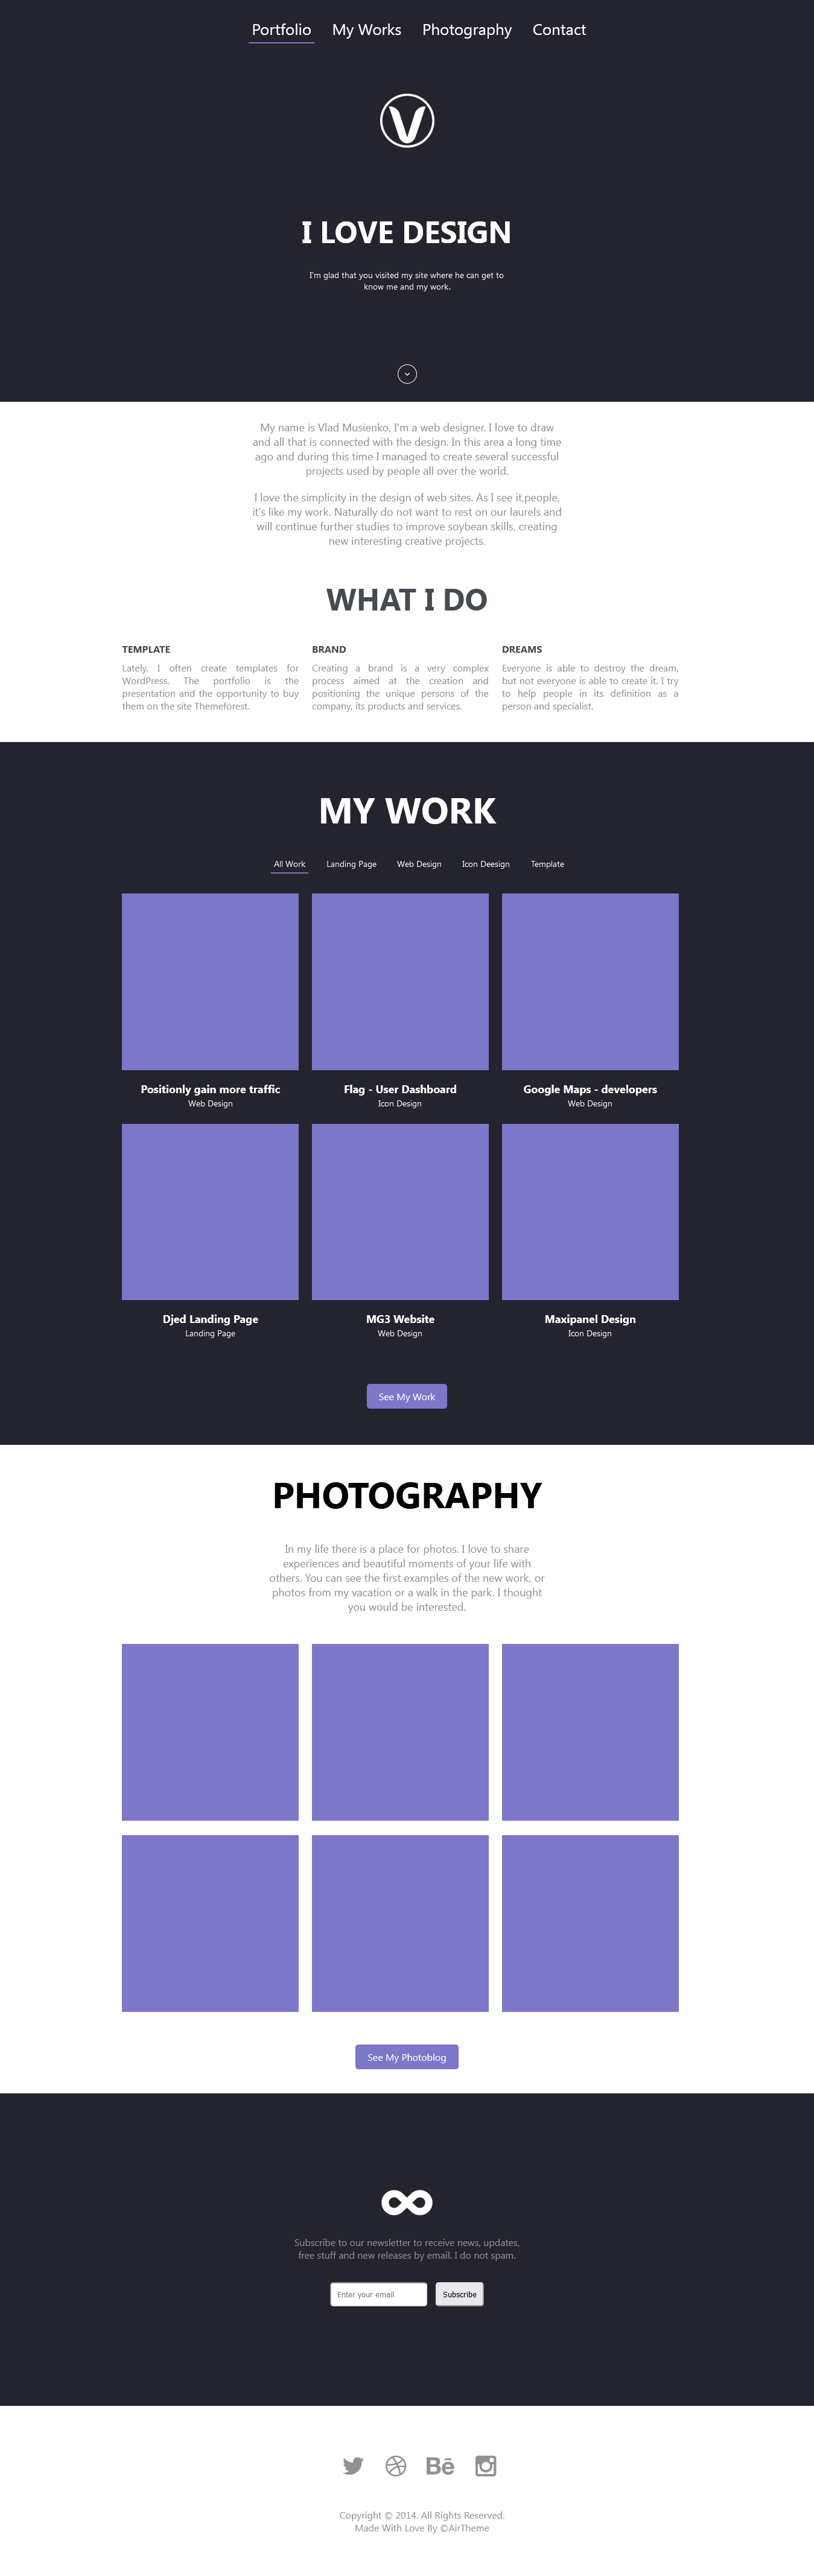 Portfolio My Works Photography Contact
V
I LOVE DESIGN
I'm glad that you visited my site where he can get to
know me and my work.
My name is Vlad Musienko, I'm a web designer. I love to draw
and all that is connected with the design. In this area a long time
ago and during this time I managed to create several successful
projects used by people all over the world.
I love the simplicity in the design of web sites. As I see it,people,
it's like my work. Naturally do not want to rest on our laurels and
will continue further studies to improve soybean skills, creating
new interesting creative projects.
WHAT I DO
TEMPLATE
Lately, I often create templates for
WordPress. The portfolio is the
presentation and the opportunity to buy
them on the site Themeforest.
BRAND
Creating a brand is a very complex
process aimed at the creation and
positioning the unique persons of the
company, its products and services.
DREAMS
Everyone is able to destroy the dream,
but not everyone is able to create it. I try
to help people in its definition as a
person and specialist.
MY WORK
All Work Landing Page Web Design Icon Deesign Template
Positionly gain more traffic
Web Design
Flag - User Dashboard
Icon Design
Google Maps - developers
Web Design
Djed Landing Page
Landing Page
MG3 Website
Web Design
Maxipanel Design
Icon Design
See My Work
PHOTOGRAPHY
In my life there is a place for photos. I love to share
experiences and beautiful moments of your life with
others. You can see the first examples of the new work, or
photos from my vacation or a walk in the park. I thought
you would be interested.
See My Photoblog
Subscribe to our newsletter to receive news, updates,
free stuff and new releases by email. I do not spam.
Enter your email Subscribe
Bē
Copyright © 2014. All Rights Reserved.
Made With Love By ©AirTheme